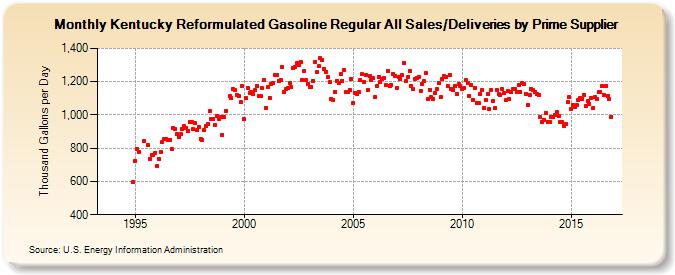 Monthly Kentucky Reformulated Gasoline Regular All Sales/Deliveries by Prime Supplier
Thousand Gallons per Day
1,400
1,200
1,000
800
600
400
1995 2000 2005 2010 2015
Source: U.S. Energy Information Administration